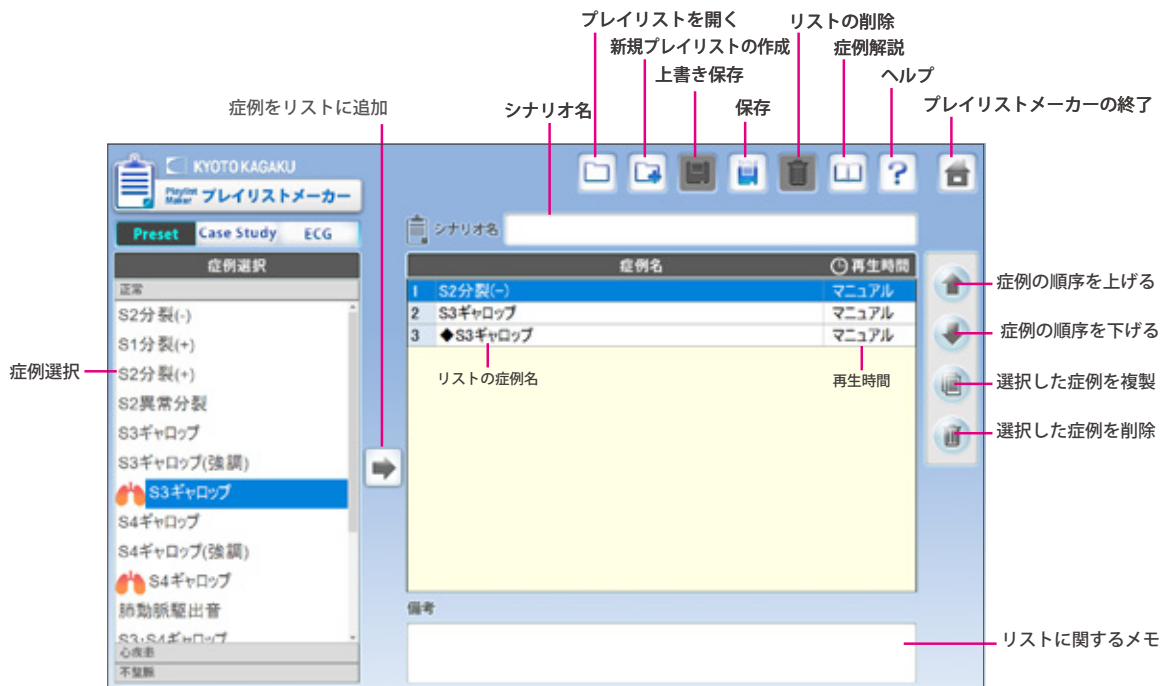 プレイリストを開く
リストの削除
新規プレイリストの作成
症例解説
上書き保存
ヘルプ
症例をリストに追加
シナリオ名
保存
プレイリストメーカーの終了
KYOTO KAGAKU
Playlist Maker プレイリストメーカー
Preset Case Study ECG
シナリオ名
症例選択
症例名 再生時間
正常
1 S2分裂(-) マニュアル
2 S3ギャロップ マニュアル
3 ◆S3ギャロップ マニュアル
S2分裂(-)
S1分裂(+)
S2分裂(+)
S2異常分裂
S3ギャロップ
S3ギャロップ(強調)
S3ギャロップ
S4ギャロップ
S4ギャロップ(強調)
S4ギャロップ
肺動脈駆出音
S3・S4ギャロップ
心疾患
不整脈
症例選択
リストの症例名
再生時間
症例の順序を上げる
症例の順序を下げる
選択した症例を複製
選択した症例を削除
備考
リストに関するメモ